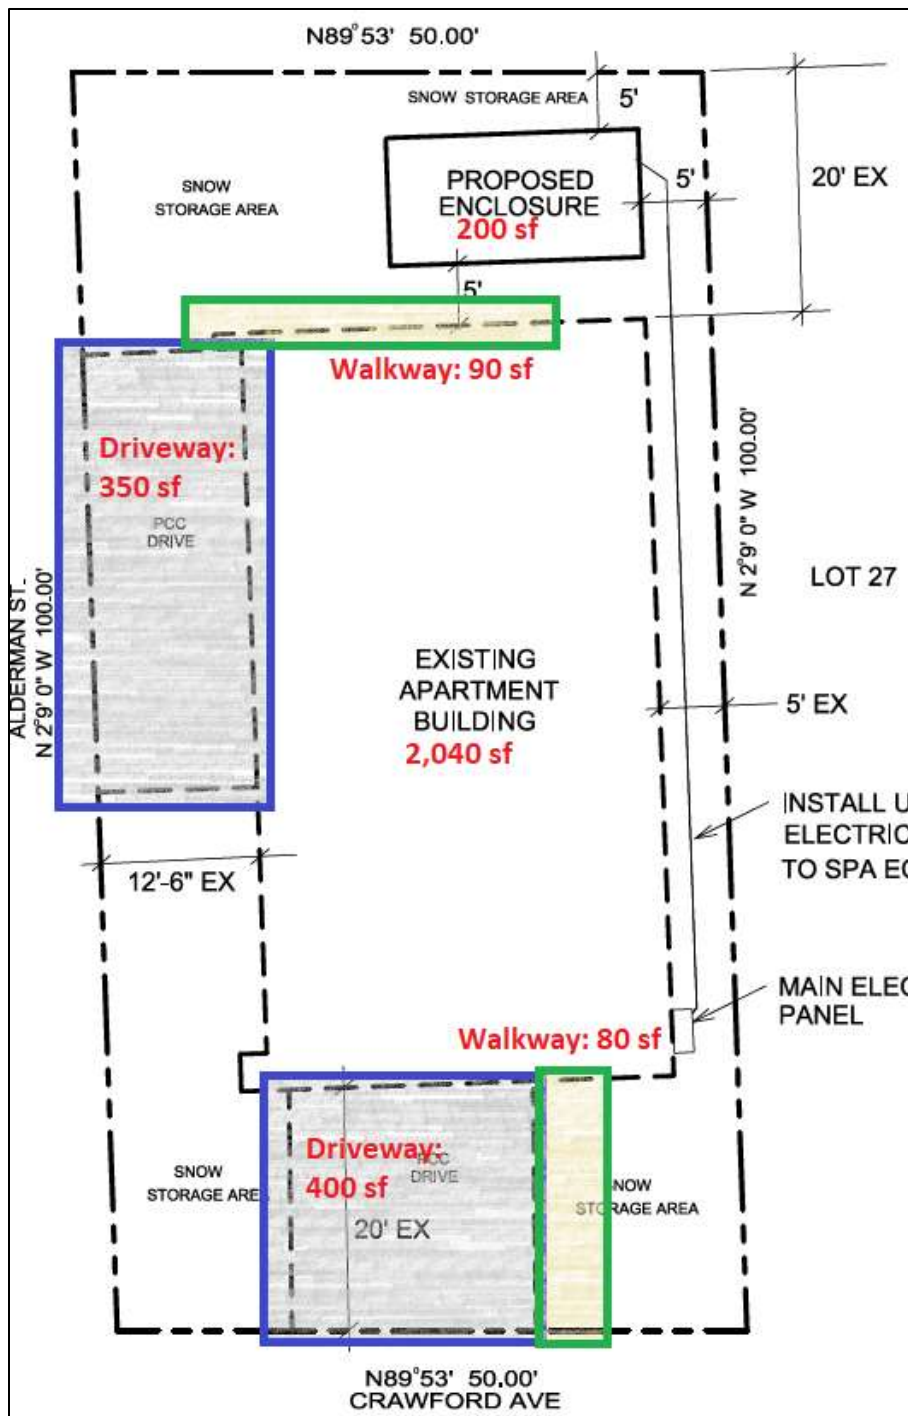 N89°53' 50.00'
SNOW STORAGE AREA
5'
SNOW
STORAGE AREA
PROPOSED
ENCLOSURE
200 sf
5'
20' EX
5'
Walkway: 90 sf
Driveway:
350 sf
PCC
DRIVE
ALDERMAN ST.
N 2°9' 0" W 100.00'
N 2°9' 0" W 100.00'
LOT 27
EXISTING
APARTMENT
BUILDING
2,040 sf
5' EX
INSTALL U
ELECTRIC
TO SPA EQ
12'-6" EX
MAIN ELEC
PANEL
Walkway: 80 sf
Driveway:
400 sf
PCC
DRIVE
20' EX
SNOW
STORAGE AREA
SNOW
STORAGE AREA
N89°53' 50.00'
CRAWFORD AVE